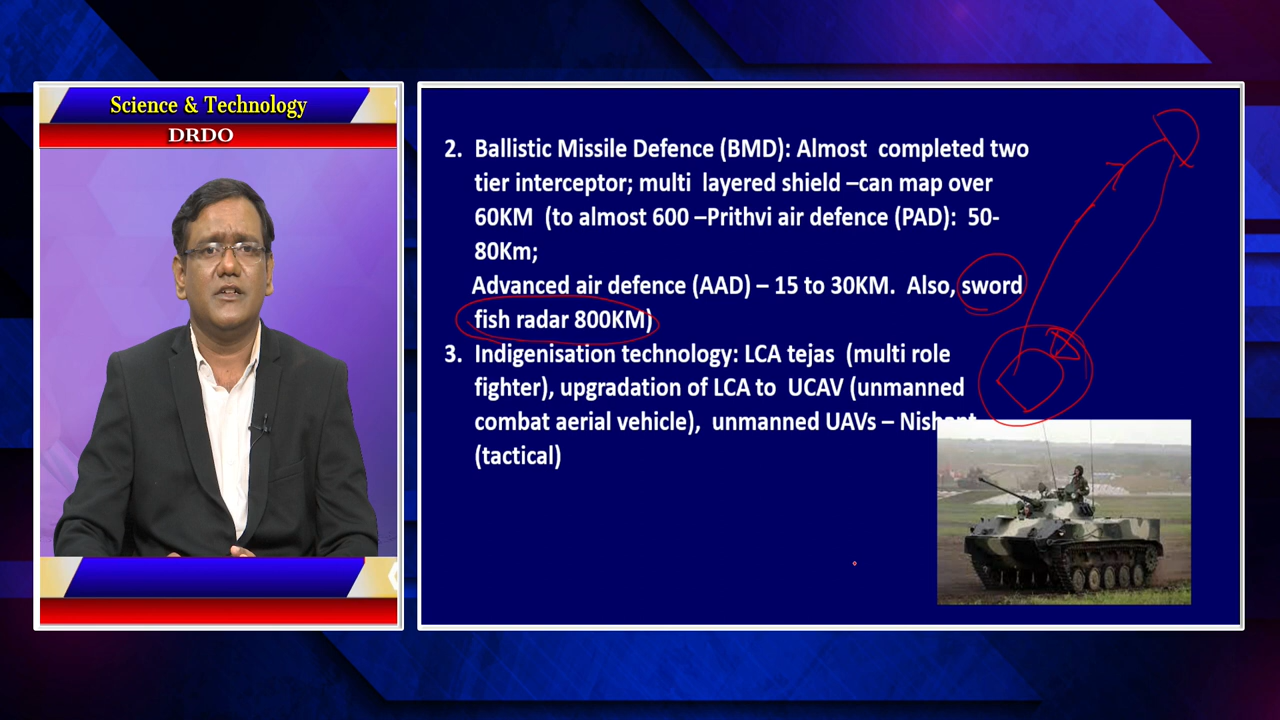 Science & Technology
DRDO
2. Ballistic Missile Defence (BMD): Almost completed two
tier interceptor; multi layered shield –can map over
60KM (to almost 600 –Prithvi air defence (PAD): 50-
80Km;
Advanced air defence (AAD) – 15 to 30KM. Also, sword
fish radar 800KM)
3. Indigenisation technology: LCA tejas (multi role
fighter), upgradation of LCA to UCAV (unmanned
combat aerial vehicle), unmanned UAVs – Nishant
(tactical)